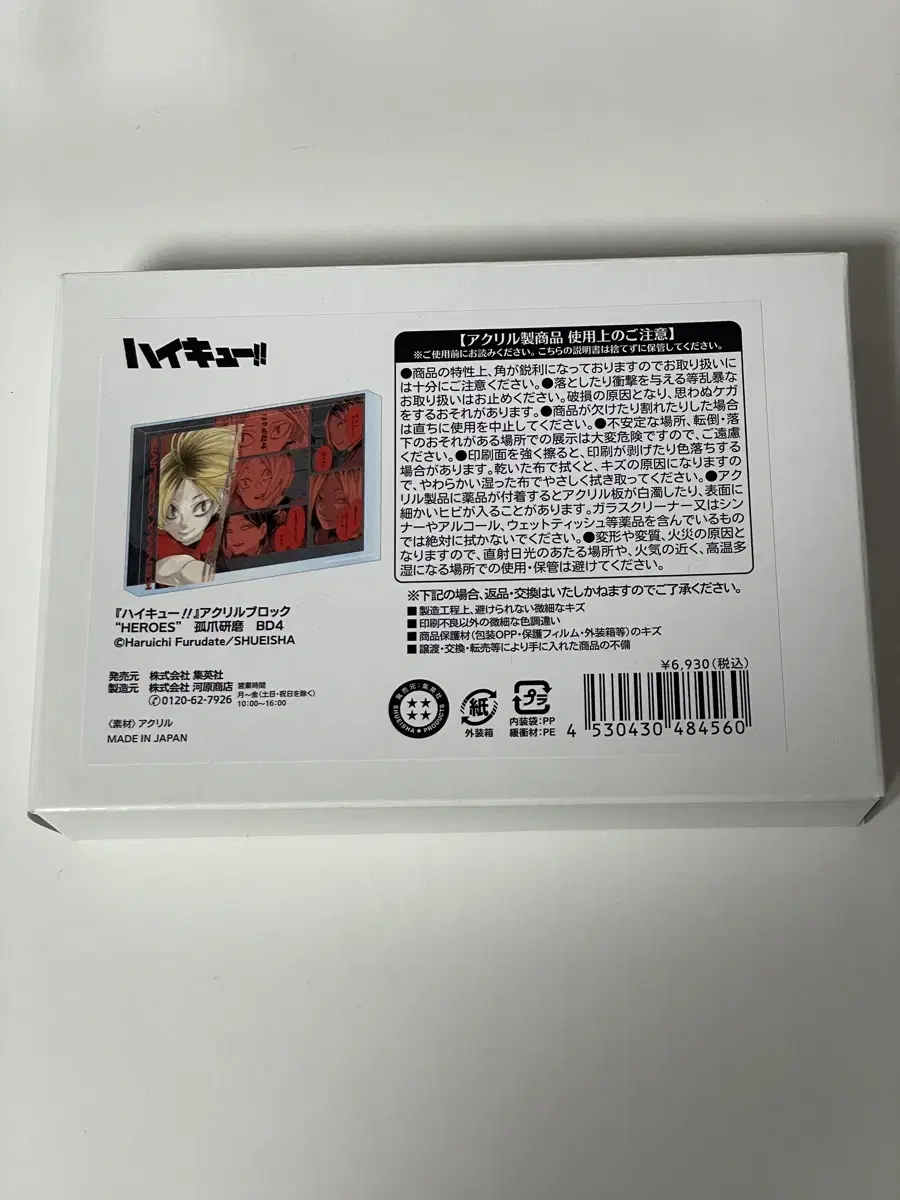 ハイキュー!!
『ハイキュー!!』アクリルブロック
“HEROES” 孤爪研磨 BD4
©Haruichi Furudate/SHUEISHA
発売元 株式会社 集英社
製造元 株式会社 河原商店
✆0120-62-7926
営業時間
月〜金(土日・祝日を除く)
10:00〜16:00
〈素材〉アクリル
MADE IN JAPAN
【アクリル製商品 使用上のご注意】
※ご使用前にお読みください。こちらの説明書は捨てずに保管してください。
●商品の特性上、角が鋭利になっておりますのでお取り扱いに
は十分にご注意ください。●落としたり衝撃を与える等乱暴な
お取り扱いはお止めください。破損の原因となり、思わぬケガ
をするおそれがあります。●商品が欠けたり割れたりした場合
は直ちに使用を中止してください。●不安定な場所、転倒・落
下のおそれがある場所での展示は大変危険ですので、ご遠慮
ください。●印刷面を強く擦ると、印刷が剥げたり色落ちする
場合があります。乾いた布で拭くと、キズの原因になりますの
で、やわらかい湿った布でやさしく拭き取ってください。●アク
リル製品に薬品が付着するとアクリル板が白濁したり、表面に
細かいヒビが入ることがあります。ガラスクリーナー又はシン
ナーやアルコール、ウェットティッシュ等薬品を含んでいるもの
では絶対に拭かないでください。●変形や変質、火災の原因と
なりますので、直射日光のあたる場所や、火気の近く、高温多
湿になる場所での使用・保管は避けてください。
※下記の場合、返品・交換はいたしかねますのでご了承ください。
■製造工程上、避けられない微細なキズ
■印刷不良以外の微細な色調違い
■商品保護材(包装OPP・保護フィルム・外装箱等)のキズ
■譲渡・交換・転売等により手に入れた商品の不備
¥6,930(税込)
発売元:集英社
SHUEISHA PRODUCTS
紙
外装箱
プラ
内装袋:PP
緩衝材:PE
4 530430 484560